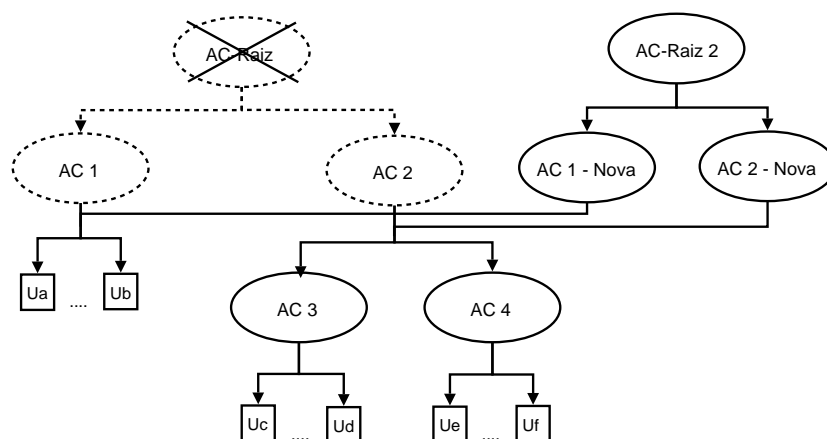 AC-Raiz
AC-Raiz 2
AC 1
AC 2
AC 1 - Nova
AC 2 - Nova
Ua
....
Ub
AC 3
AC 4
Uc
....
Ud
Ue
....
Uf